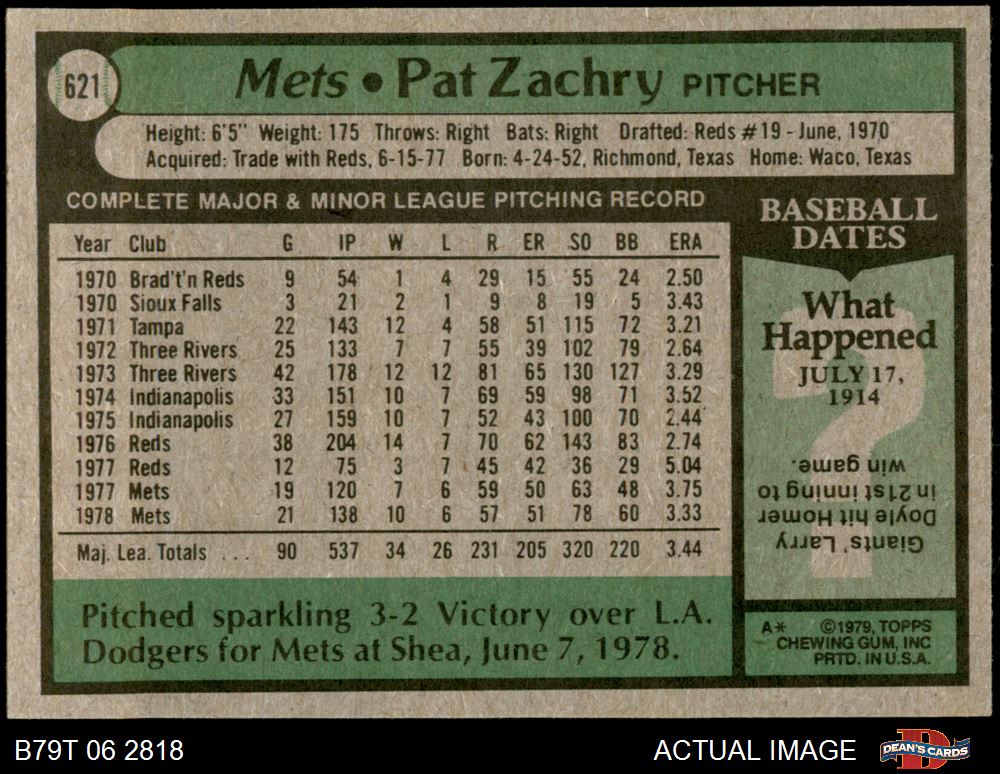 621
Mets • Pat Zachry PITCHER
Height: 6'5" Weight: 175 Throws: Right Bats: Right Drafted: Reds #19 - June, 1970
Acquired: Trade with Reds, 6-15-77 Born: 4-24-52, Richmond, Texas Home: Waco, Texas
COMPLETE MAJOR & MINOR LEAGUE PITCHING RECORD
Year Club G IP W L R ER SO BB ERA
1970 Brad't'n Reds 9 54 1 4 29 15 55 24 2.50
1970 Sioux Falls 3 21 2 1 9 8 19 5 3.43
1971 Tampa 22 143 12 4 58 51 115 72 3.21
1972 Three Rivers 25 133 7 7 55 39 102 79 2.64
1973 Three Rivers 42 178 12 12 81 65 130 127 3.29
1974 Indianapolis 33 151 10 7 69 59 98 71 3.52
1975 Indianapolis 27 159 10 7 52 43 100 70 2.44
1976 Reds 38 204 14 7 70 62 143 83 2.74
1977 Reds 12 75 3 7 45 42 36 29 5.04
1977 Mets 19 120 7 6 59 50 63 48 3.75
1978 Mets 21 138 10 6 57 51 78 60 3.33
Maj. Lea. Totals ... 90 537 34 26 231 205 320 220 3.44
Pitched sparkling 3-2 Victory over L.A.
Dodgers for Mets at Shea, June 7, 1978.
BASEBALL
DATES
What
Happened
JULY 17,
1914
?
Giants' Larry
Doyle hit Homer
in 21st inning to
win game.
A* ©1979, TOPPS
CHEWING GUM, INC
PRTD. IN U.S.A.
B79T 06 2818
ACTUAL IMAGE
DEAN'S CARDS